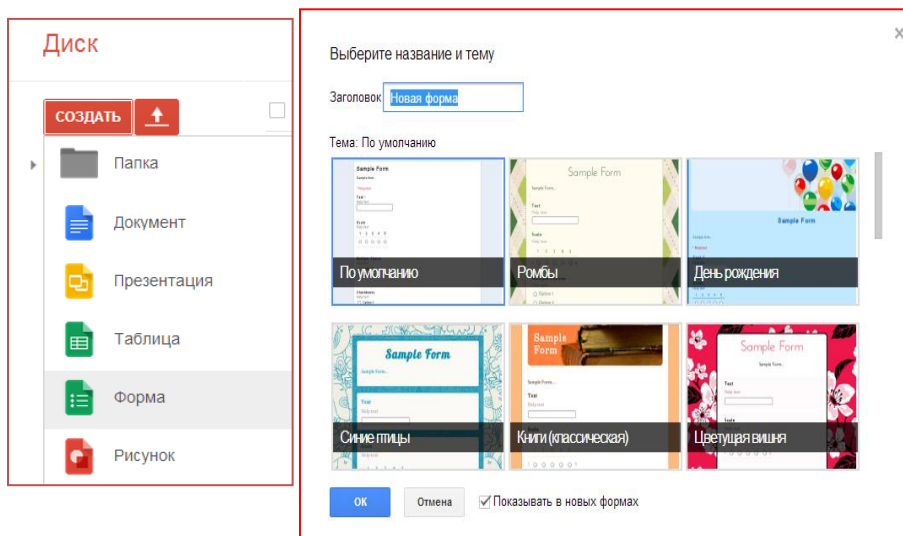 Диск
СОЗДАТЬ
Папка
Документ
Презентация
Таблица
Форма
Рисунок
Выберите название и тему
Заголовок Новая форма
Тема: По умолчанию
Sample Form
Sample Form
Sample Form
По умолчанию
Ромбы
День рождения
Sample Form
Sample Form
Sample Form
Синие птицы
Книги (классическая)
Цветущая вишня
ОК
Отмена
Показывать в новых формах